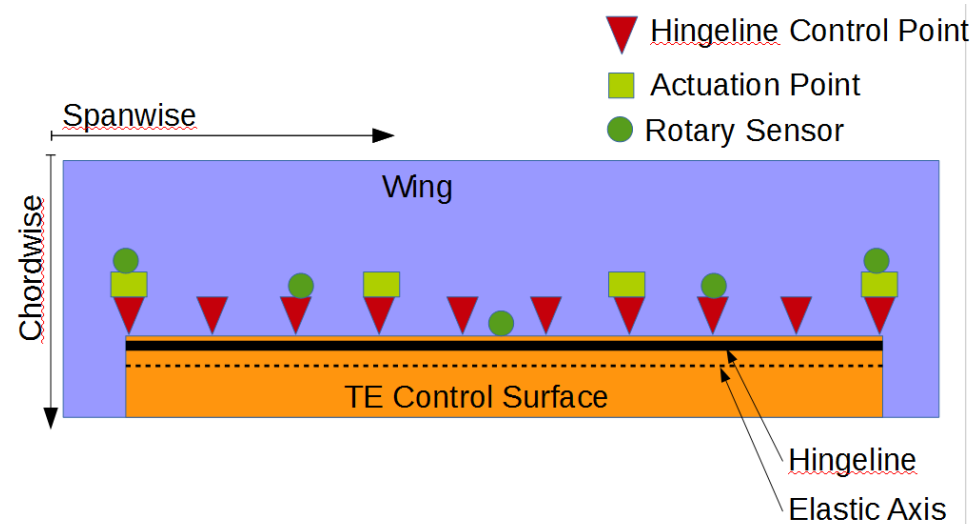 Hingeline Control Point
Actuation Point
Rotary Sensor
Spanwise
Chordwise
Wing
TE Control Surface
Hingeline
Elastic Axis